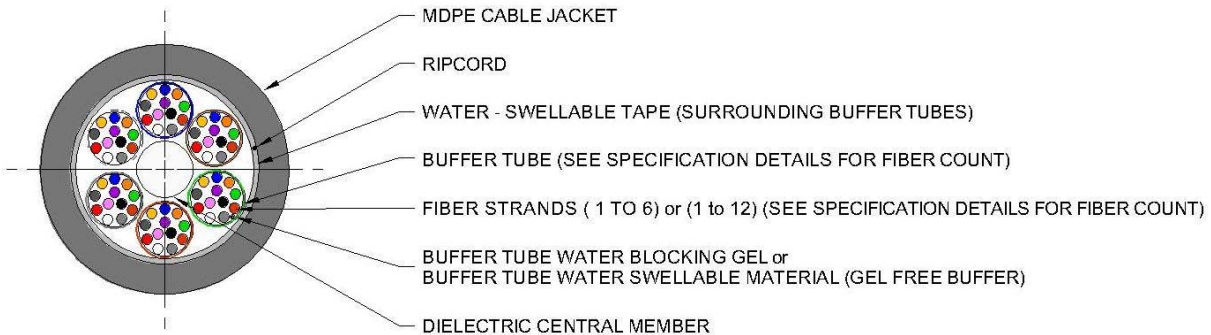 MDPE CABLE JACKET
RIPCORD
WATER - SWELLABLE TAPE (SURROUNDING BUFFER TUBES)
BUFFER TUBE (SEE SPECIFICATION DETAILS FOR FIBER COUNT)
FIBER STRANDS ( 1 TO 6) or (1 to 12) (SEE SPECIFICATION DETAILS FOR FIBER COUNT)
BUFFER TUBE WATER BLOCKING GEL or
BUFFER TUBE WATER SWELLABLE MATERIAL (GEL FREE BUFFER)
DIELECTRIC CENTRAL MEMBER